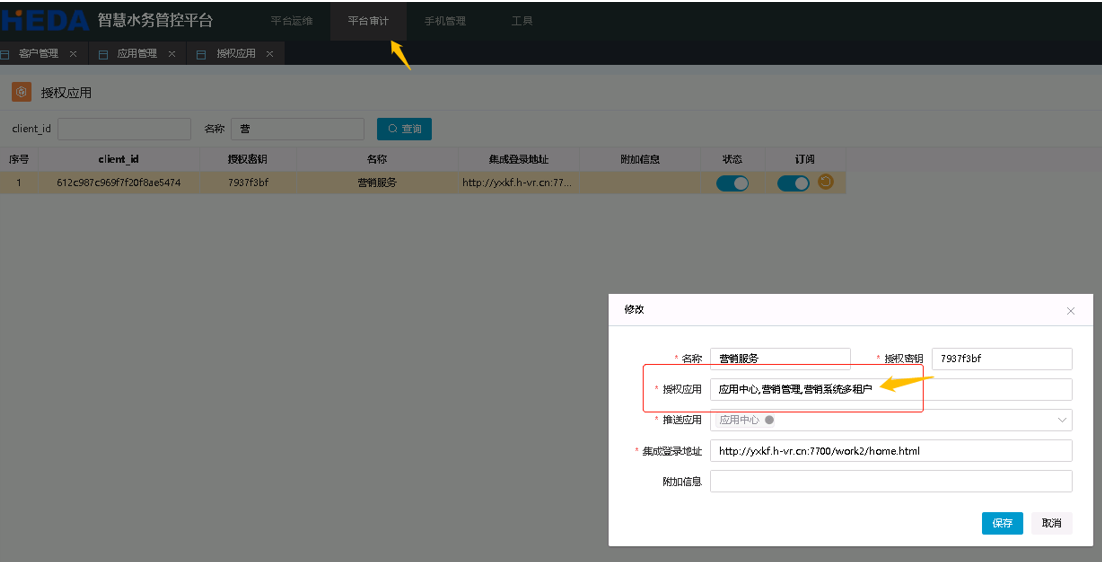 HEDA 智慧水务管控平台 平台运维 平台审计 手机管理 工具
客户管理 × 应用管理 × 授权应用 ×
授权应用
client_id 名称 营 查询
序号 client_id 授权密钥 名称 集成登录地址 附加信息 状态 订阅
1 612c987c969f7f20f8ae5474 7937f3bf 营销服务 http://yxkf.h-vr.cn:77...
修改
* 名称 营销服务 * 授权密钥 7937f3bf
* 授权应用 应用中心,营销管理,营销系统多租户
* 推送应用 应用中心
* 集成登录地址 http://yxkf.h-vr.cn:7700/work2/home.html
附加信息
保存 取消